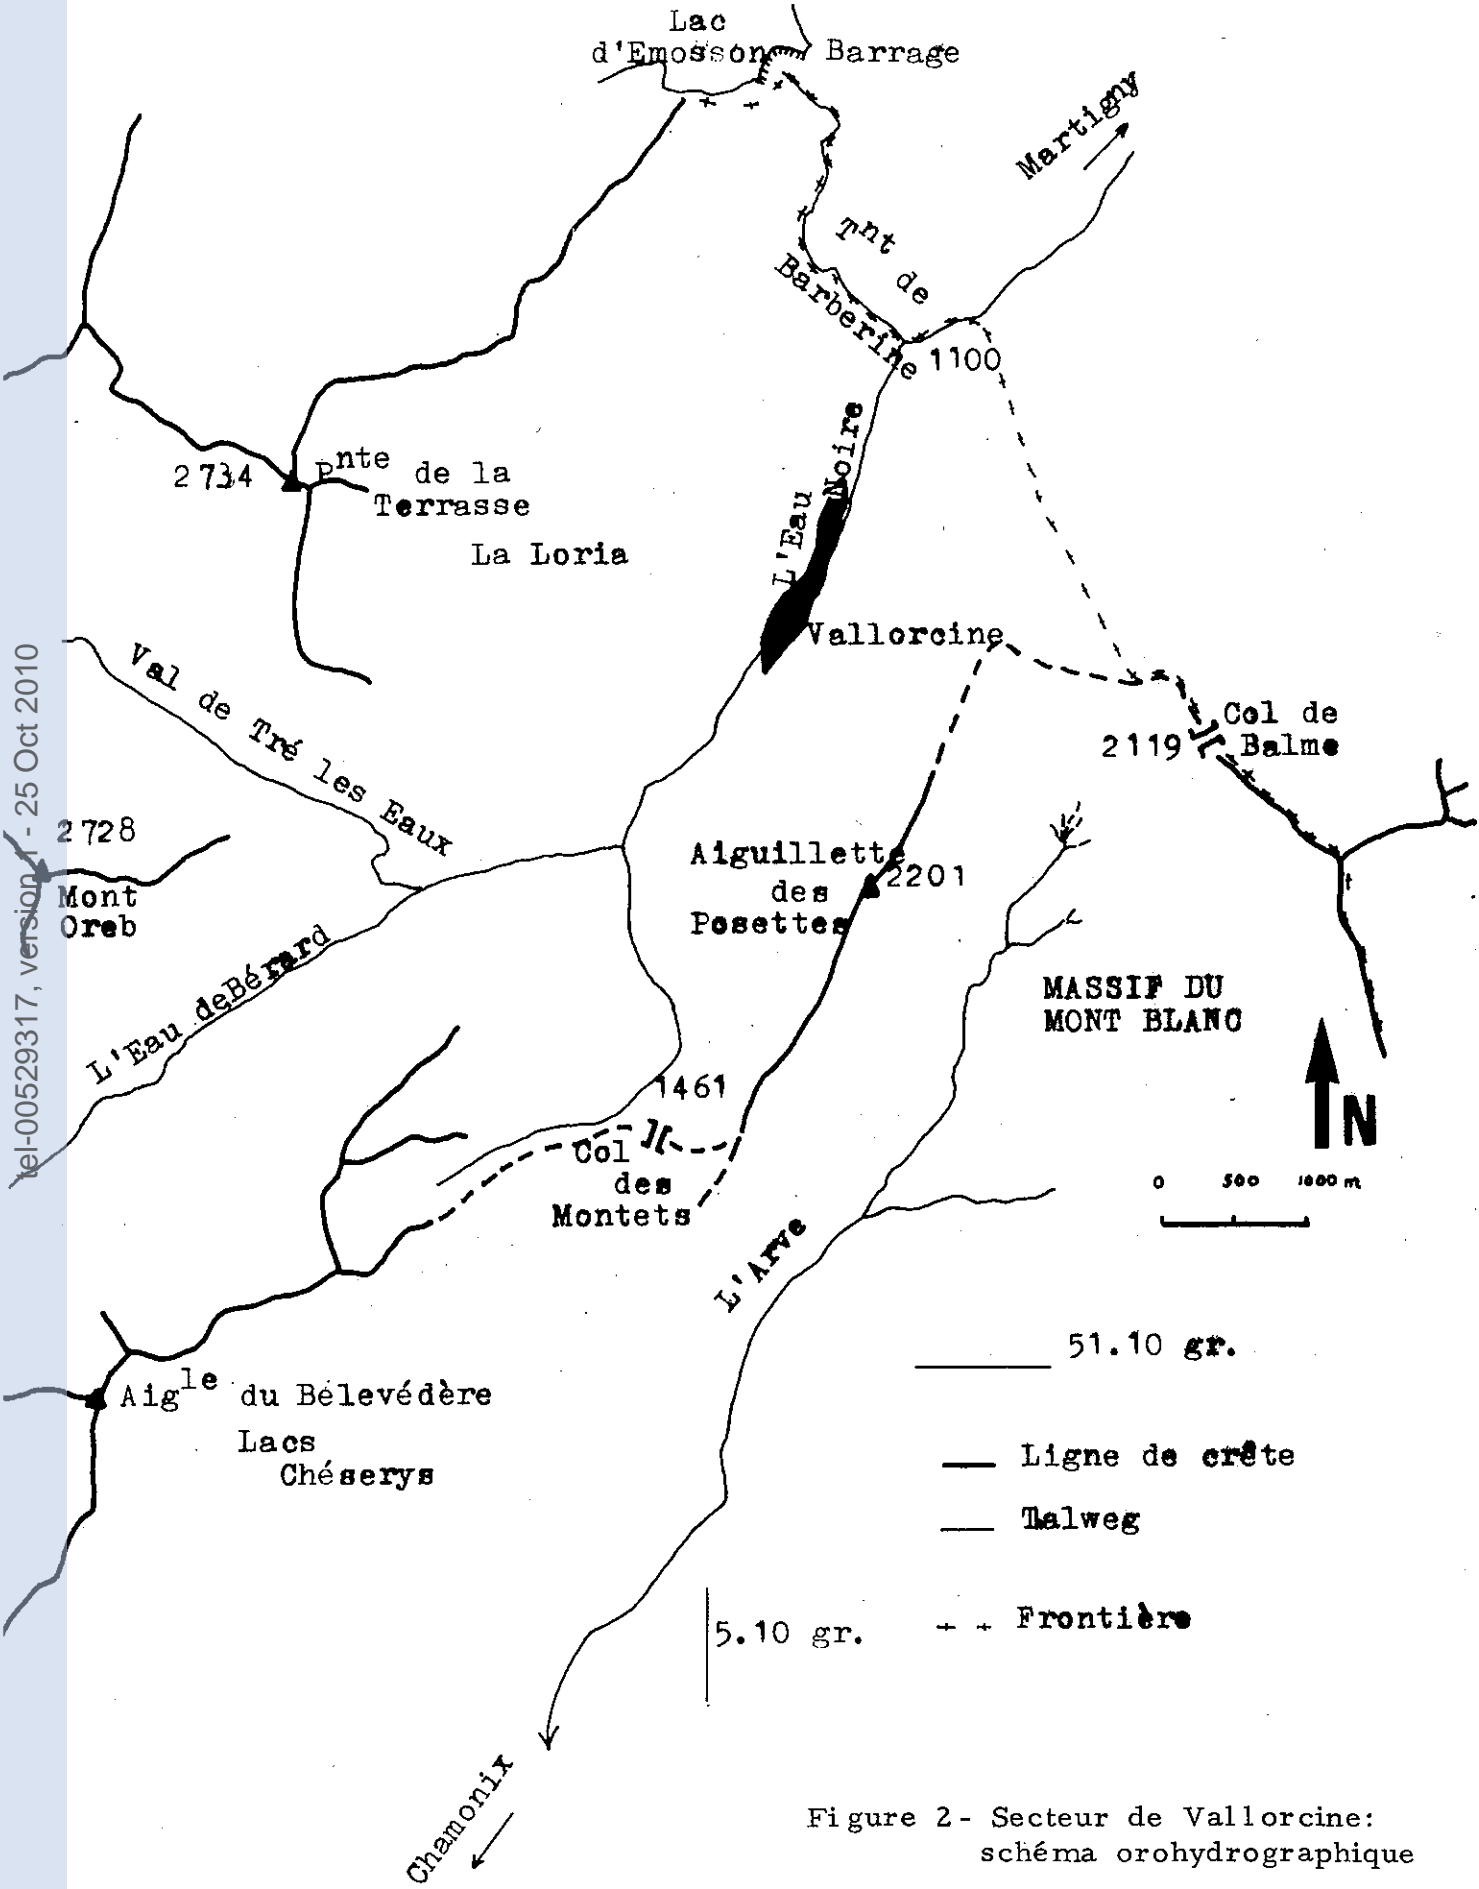 Lac
d'Emosson
Barrage
Martigny
Tnt de
Barberine
1100
L'Eau Noire
2734
Pnte de la
Terrasse
La Loria
Vallorcine
Val de Tré les Eaux
Col de
2119
Balme
2728
Mont
Oreb
Aiguillette
2201
des
Posettes
L'Eau de Bérard
MASSIF DU
MONT BLANC
N
1461
Col
des
Montets
0 500 1000 m
L'Arve
51.10 gr.
Aigle du Belevédère
Lacs
Chéserys
Ligne de crête
Talweg
Frontière
5.10 gr.
Chamonix
Figure 2 - Secteur de Vallorcine:
schéma orohydrographique
tel-00529317, version 1 - 25 Oct 2010